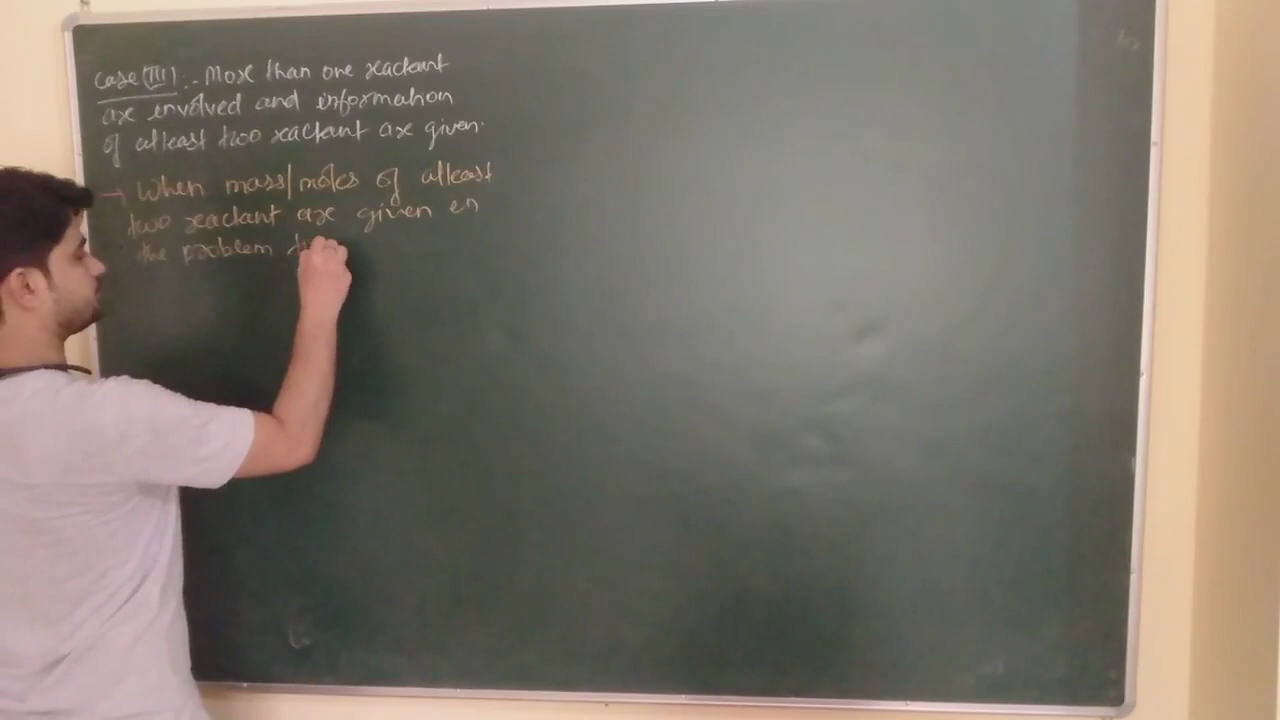 Case (III) :- More than one reactant
are involved and information
of atleast two reactant are given.
→ When mass/moles of atleast
two reactant are given in
the problem